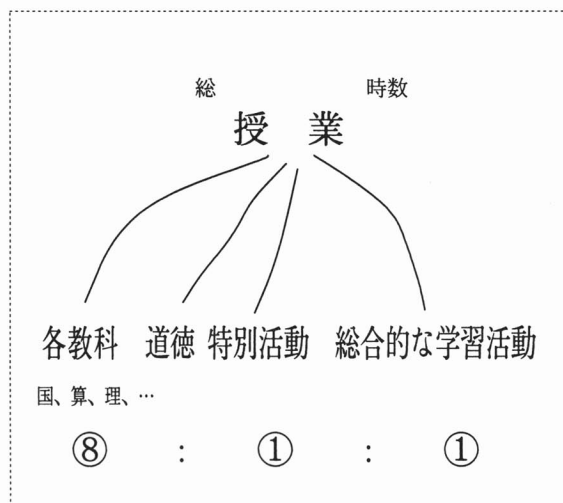 総 時数
授 業
各教科 道徳 特別活動 総合的な学習活動
国、算、理、…
⑧ : ① : ①